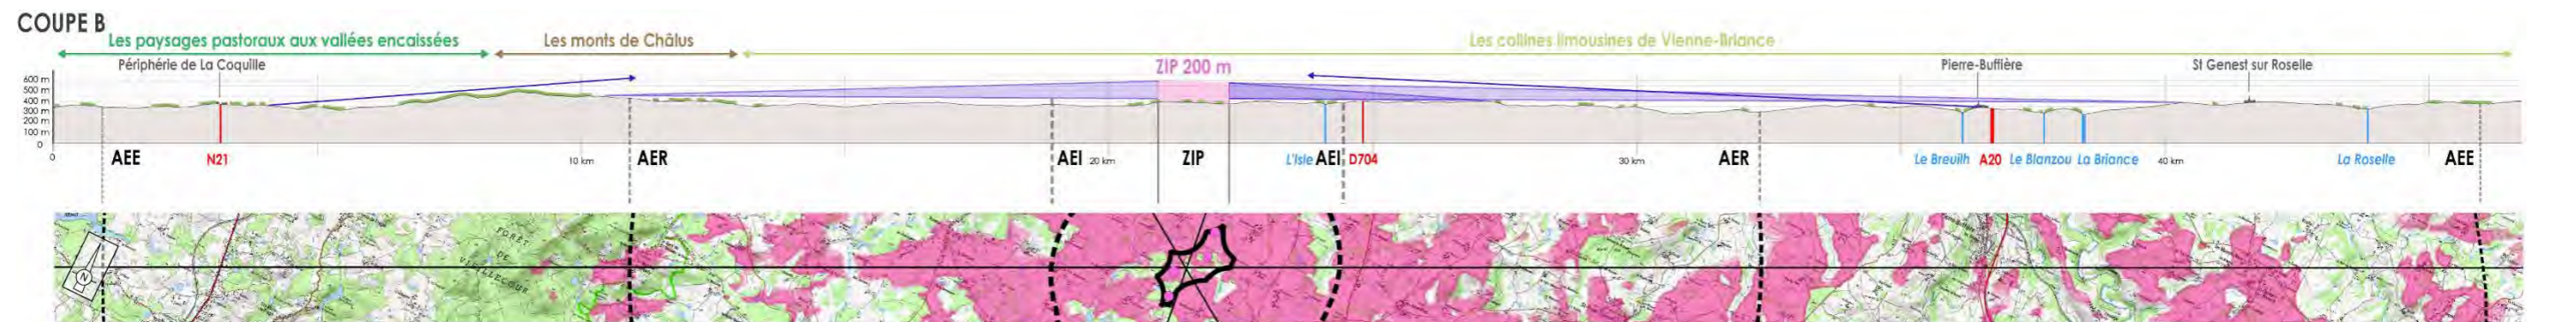 COUPE B
Les paysages pastoraux aux vallées encaissées
Les monts de Châlus
Les collines limousines de Vienne-Briance
Périphérie de La Coquille
ZIP 200 m
Pierre-Buffière
St Genest sur Roselle
600 m
500 m
400 m
300 m
200 m
100 m
0
0
AEE
N21
10 km
AER
AEI
20 km
ZIP
L'Isle
AEI
D704
30 km
AER
Le Breuilh
A20
Le Blanzou
La Briance
40 km
La Roselle
AEE
FORÊT
DE
VIEILLECOUR
N